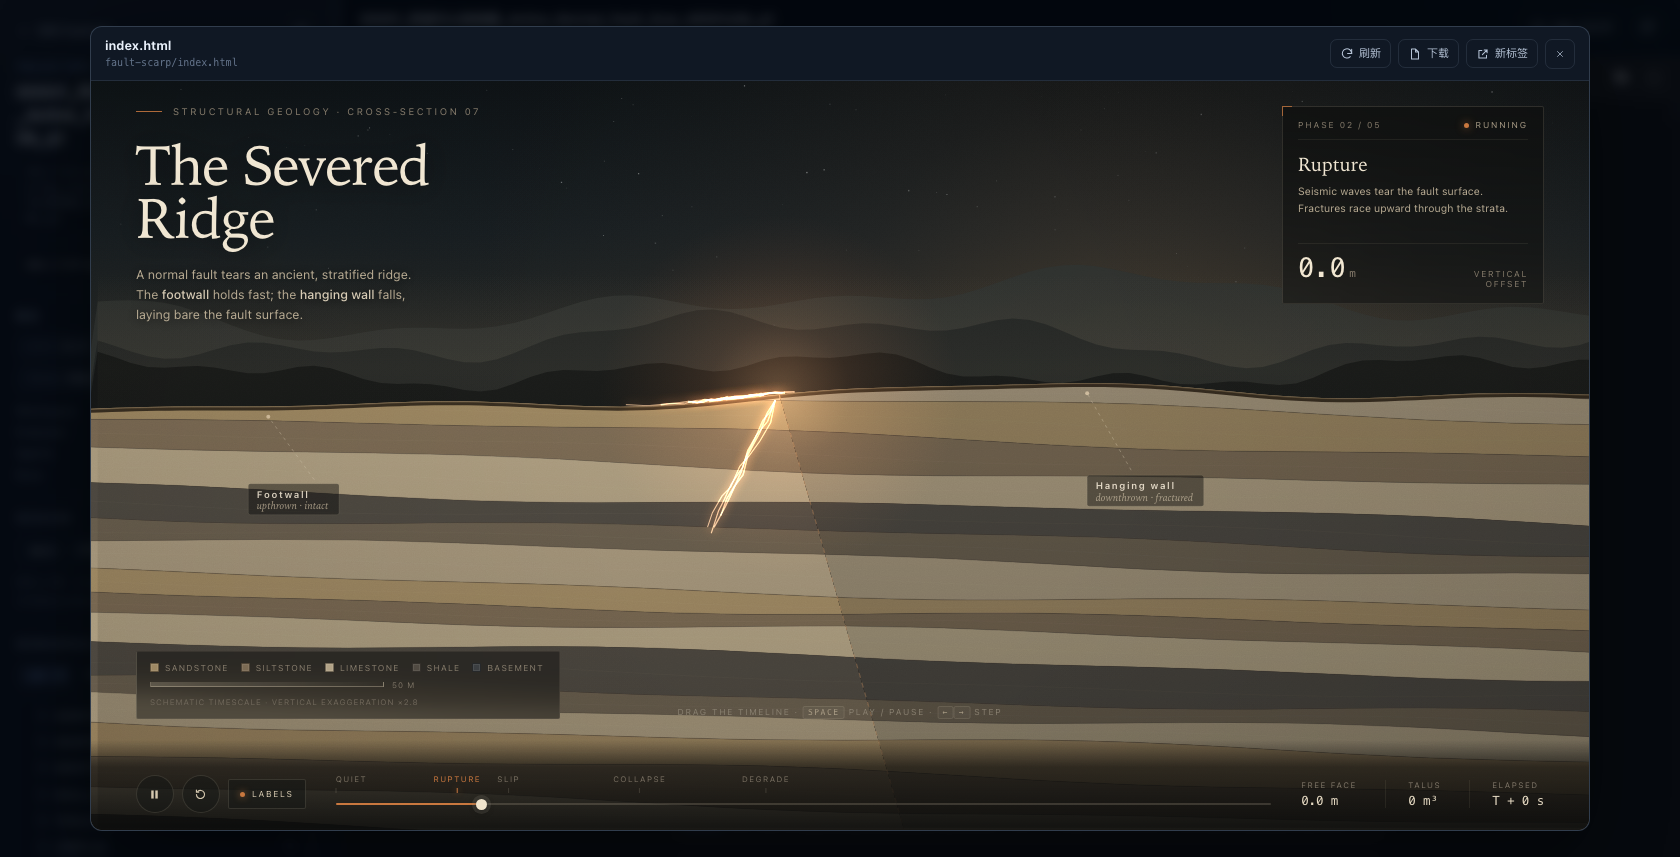 index.html
fault-scarp/index.html
刷新
下载
新标签
×
STRUCTURAL GEOLOGY · CROSS-SECTION 07
The Severed
Ridge
A normal fault tears an ancient, stratified ridge.
The footwall holds fast; the hanging wall falls,
laying bare the fault surface.
PHASE 02 / 05
RUNNING
Rupture
Seismic waves tear the fault surface.
Fractures race upward through the strata.
0.0 m
VERTICAL
OFFSET
Footwall
upthrown · intact
Hanging wall
downthrown · fractured
SANDSTONE SILTSTONE LIMESTONE SHALE BASEMENT
50 M
SCHEMATIC TIMESCALE · VERTICAL EXAGGERATION ×2.8
DRAG THE TIMELINE · SPACE PLAY / PAUSE · ← → STEP
LABELS
QUIET RUPTURE SLIP COLLAPSE DEGRADE
FREE FACE
0.0 m
TALUS
0 m³
ELAPSED
T + 0 s